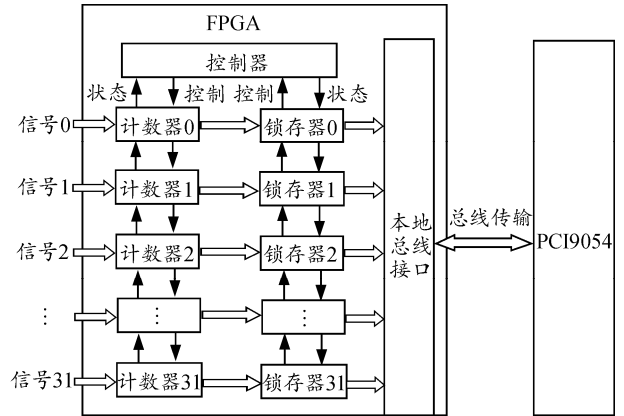 FPGA
控制器
状态 控制 控制 状态
信号0 计数器0 锁存器0
信号1 计数器1 锁存器1
信号2 计数器2 锁存器2
⋮ ⋮ ⋮
信号31 计数器31 锁存器31
本地
总线
接口
总线传输
PCI9054